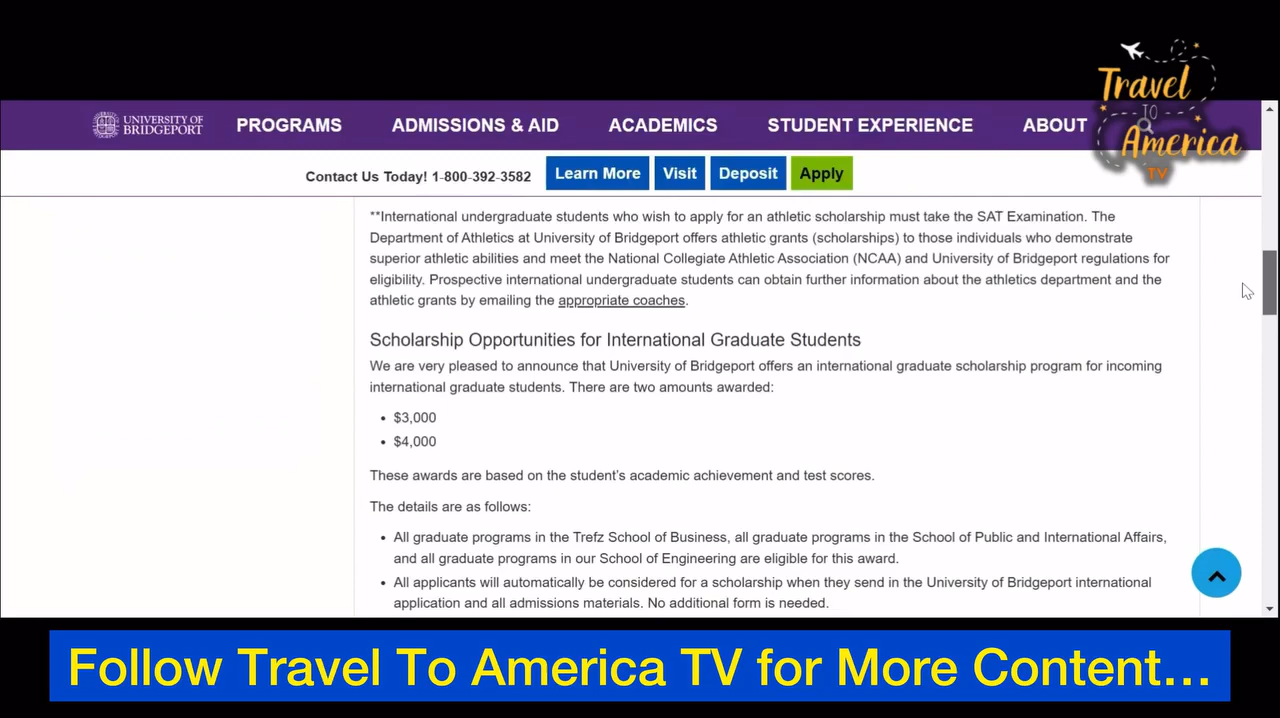 Travel
TO
America
TV
UNIVERSITY OF
BRIDGEPORT
PROGRAMS
ADMISSIONS & AID
ACADEMICS
STUDENT EXPERIENCE
ABOUT
Contact Us Today! 1-800-392-3582
Learn More
Visit
Deposit
Apply
**International undergraduate students who wish to apply for an athletic scholarship must take the SAT Examination. The
Department of Athletics at University of Bridgeport offers athletic grants (scholarships) to those individuals who demonstrate
superior athletic abilities and meet the National Collegiate Athletic Association (NCAA) and University of Bridgeport regulations for
eligibility. Prospective international undergraduate students can obtain further information about the athletics department and the
athletic grants by emailing the appropriate coaches.
Scholarship Opportunities for International Graduate Students
We are very pleased to announce that University of Bridgeport offers an international graduate scholarship program for incoming
international graduate students. There are two amounts awarded:
• $3,000
• $4,000
These awards are based on the student's academic achievement and test scores.
The details are as follows:
• All graduate programs in the Trefz School of Business, all graduate programs in the School of Public and International Affairs,
and all graduate programs in our School of Engineering are eligible for this award.
• All applicants will automatically be considered for a scholarship when they send in the University of Bridgeport international
application and all admissions materials. No additional form is needed.
Follow Travel To America TV for More Content...